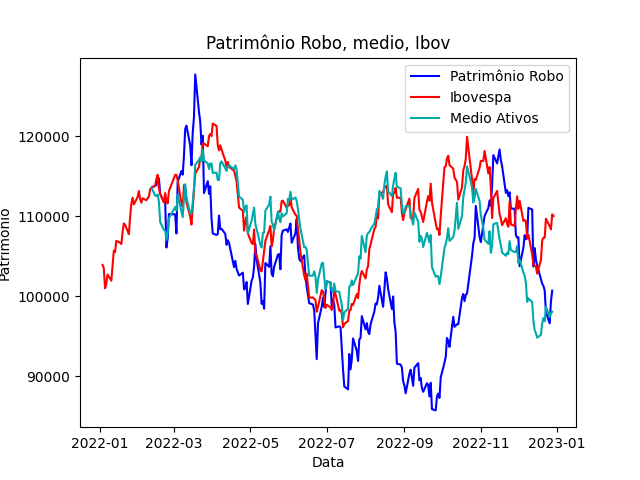 Patrimônio Robo, medio, Ibov
Patrimônio Robo
Ibovespa
Medio Ativos
120000
110000
100000
90000
Patrimonio
2022-01 2022-03 2022-05 2022-07 2022-09 2022-11 2023-01
Data